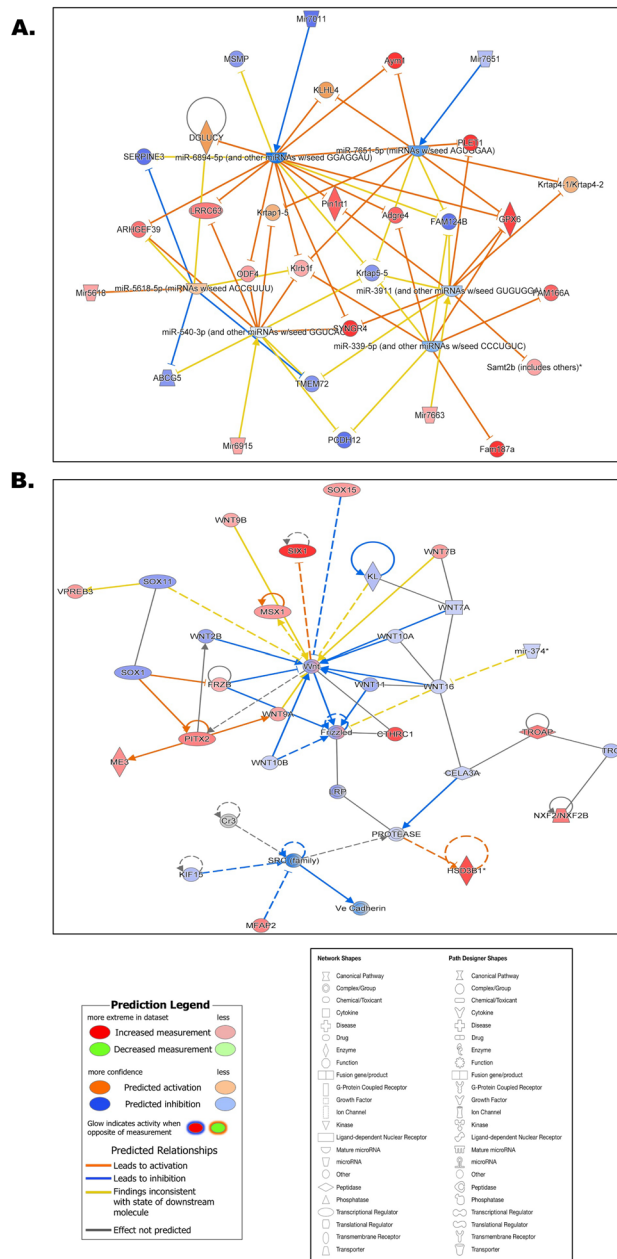 A.
Mir7011
MSMP
Mir7651
KLHL4
DGLUCY
SERPINE3
miR-7651-5p (and other miRNAs w/seed AGUGGAA)
miR-6894-5p (and other miRNAs w/seed GGAGGAU)
Krtap4-1/Krtap4-2
LRRC63
Krtap1-5
Adgre4
GPX6
ARHGEF39
FAM124B
ODF4
Klrb1f
Krtap5-5
miR-5618-5p (miRNAs w/seed ACCCUUU)
miR-3911 (and other miRNAs w/seed GUGUGGA)
Mir5618
FAM166A
SYNGR4
miR-540-3p (and other miRNAs w/seed GGUCAGA)
miR-339-5p (and other miRNAs w/seed CCCUGUC)
ABCG5
Samt2b (includes others)*
TMEM72
Mir7663
Mir6915
PCDH12
Fam187a
B.
SOX15
WNT9B
SIX1
WNT7B
KL
SOX11
VPREB3
MSX1
WNT7A
WNT2B
WNT10A
mir-374*
Wnt
SOX1
FRZB
WNT11
WNT16
WNT9A
PITX2
Frizzled
CTHRC1
TROAP
ME3
WNT10B
CELA3A
LRP
NXF2/NXF2B
Cr3
PROTEASE
SRC (family)
KIF15
HSD3B1*
Ve Cadherin
MFAP2
Prediction Legend
more extreme in dataset less
Increased measurement
Decreased measurement
more confidence less
Predicted activation
Predicted inhibition
Glow indicates activity when
opposite of measurement
Predicted Relationships
Leads to activation
Leads to inhibition
Findings inconsistent
with state of downstream
molecule
Effect not predicted
Network Shapes
Canonical Pathway
Complex/Group
Chemical/Toxicant
Cytokine
Disease
Drug
Enzyme
Function
Fusion gene/product
G-Protein Coupled Receptor
Growth Factor
Ion Channel
Kinase
Ligand-dependent Nuclear Receptor
Mature microRNA
microRNA
Other
Peptidase
Phosphatase
Transcriptional Regulator
Translational Regulator
Transmembrane Receptor
Transporter
Path Designer Shapes
Canonical Pathway
Complex/Group
Chemical/Toxicant
Cytokine
Disease
Drug
Enzyme
Function
Fusion gene/product
G-Protein Coupled Receptor
Growth Factor
Ion Channel
Kinase
Ligand-dependent Nuclear Receptor
Mature microRNA
microRNA
Other
Peptidase
Phosphatase
Transcriptional Regulator
Translational Regulator
Transmembrane Receptor
Transporter